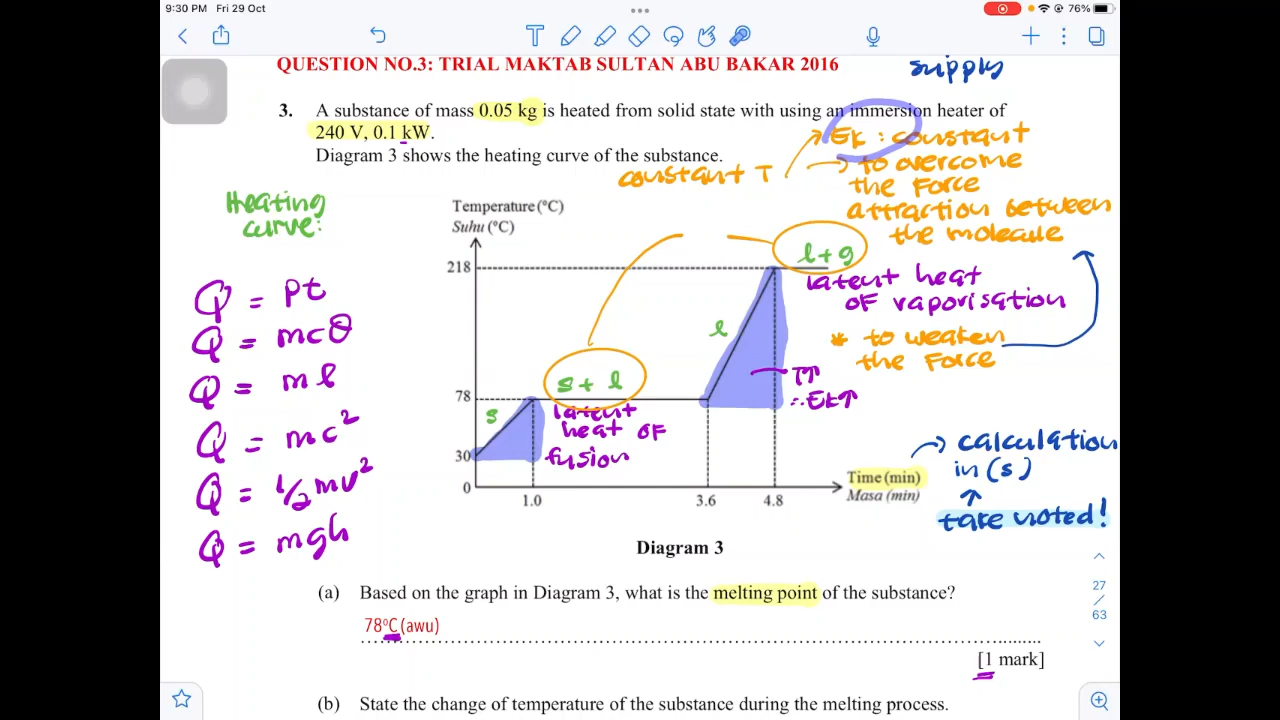 9:30 PM Fri 29 Oct
76%
QUESTION NO.3: TRIAL MAKTAB SULTAN ABU BAKAR 2016
supply
3. A substance of mass 0.05 kg is heated from solid state with using an immersion heater of
240 V, 0.1 kW.
Diagram 3 shows the heating curve of the substance.
constant T
Ek : constant
to overcome
the Force
attraction between
the molecule
Heating
curve:
Q = Pt
Q = mcθ
Q = ml
Q = mc²
Q = 1/2 mv²
Q = mgh
Temperature (°C)
Suhu (°C)
218
78
30
0
s
s + l
latent
heat of
fusion
l
l + g
latent heat
of vaporisation
* to weaken
the Force
T↑
∴ Ek↑
1.0
3.6
4.8
Time (min)
Masa (min)
calculation
in (s)
take noted!
Diagram 3
27
/
63
(a) Based on the graph in Diagram 3, what is the melting point of the substance?
78°C (awu)
[1 mark]
(b) State the change of temperature of the substance during the melting process.